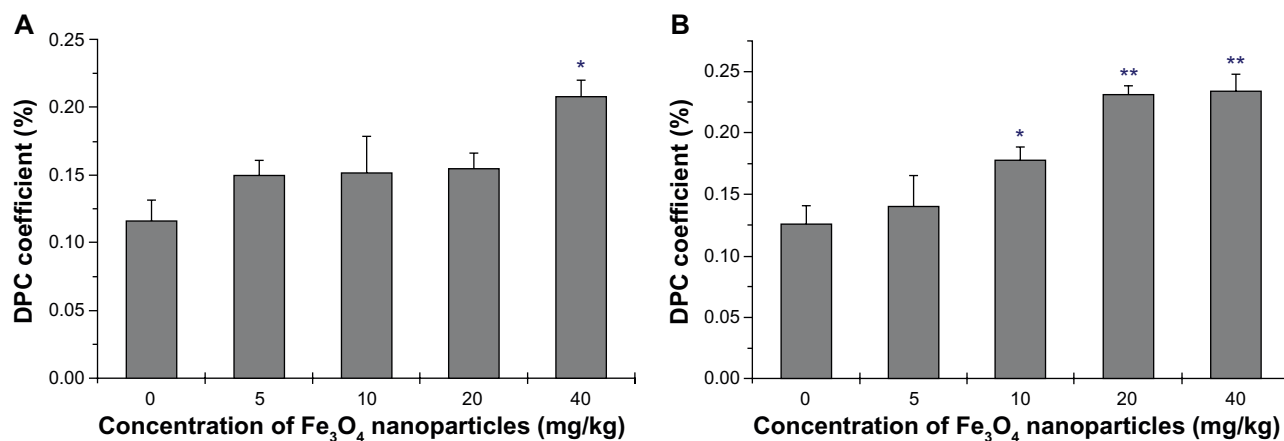 A
DPC coefficient (%)
0.25
0.20
0.15
0.10
0.05
0.00
*
0 5 10 20 40
Concentration of Fe₃O₄ nanoparticles (mg/kg)
B
DPC coefficient (%)
0.25
0.20
0.15
0.10
0.05
0.00
* ** **
0 5 10 20 40
Concentration of Fe₃O₄ nanoparticles (mg/kg)